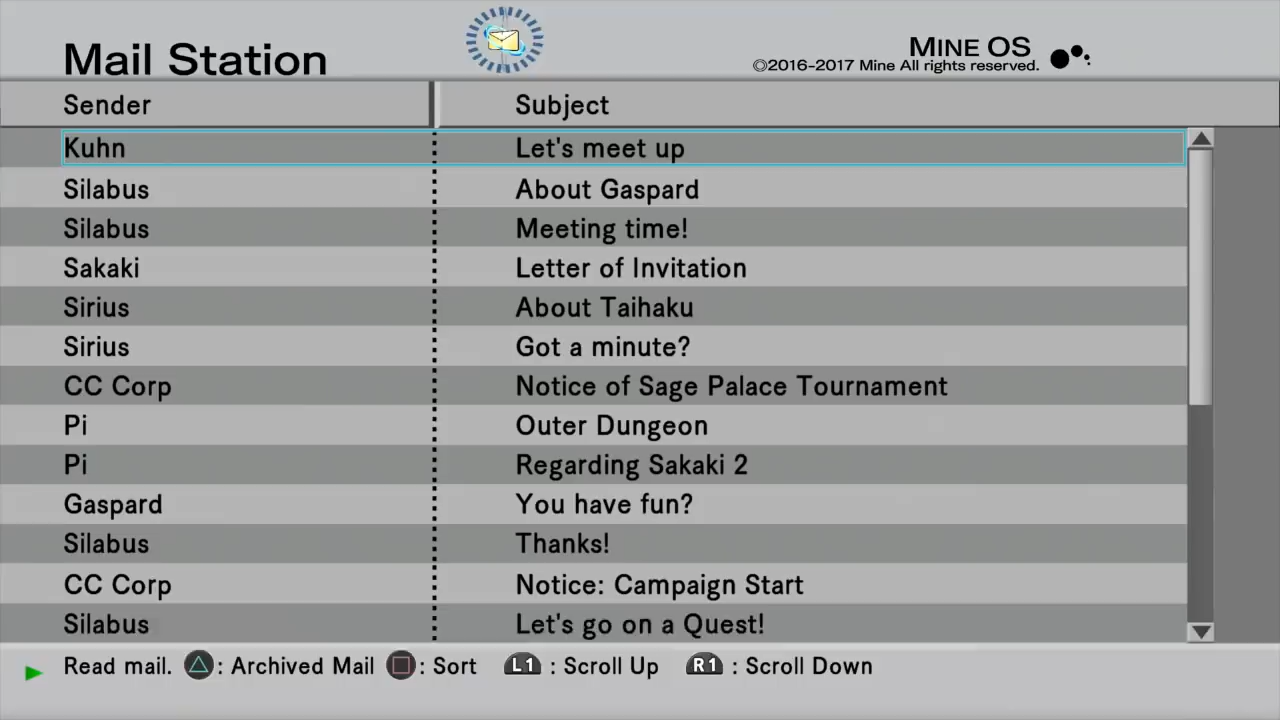 Mail Station
MINE OS
©2016-2017 Mine All rights reserved.
Sender Subject
Kuhn Let's meet up
Silabus About Gaspard
Silabus Meeting time!
Sakaki Letter of Invitation
Sirius About Taihaku
Sirius Got a minute?
CC Corp Notice of Sage Palace Tournament
Pi Outer Dungeon
Pi Regarding Sakaki 2
Gaspard You have fun?
Silabus Thanks!
CC Corp Notice: Campaign Start
Silabus Let's go on a Quest!
Read mail. : Archived Mail : Sort L1 : Scroll Up R1 : Scroll Down